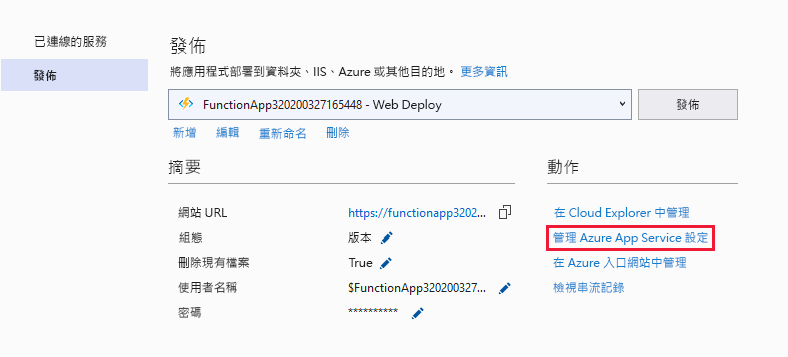 已連線的服務
發佈
發佈
將應用程式部署到資料夾、IIS、Azure 或其他目的地。 更多資訊
FunctionApp320200327165448 - Web Deploy
發佈
新增 編輯 重新命名 刪除
摘要
網站 URL https://functionapp3202...
組態 版本
刪除現有檔案 True
使用者名稱 $FunctionApp320200327...
密碼 **********
動作
在 Cloud Explorer 中管理
管理 Azure App Service 設定
在 Azure 入口網站中管理
檢視串流記錄